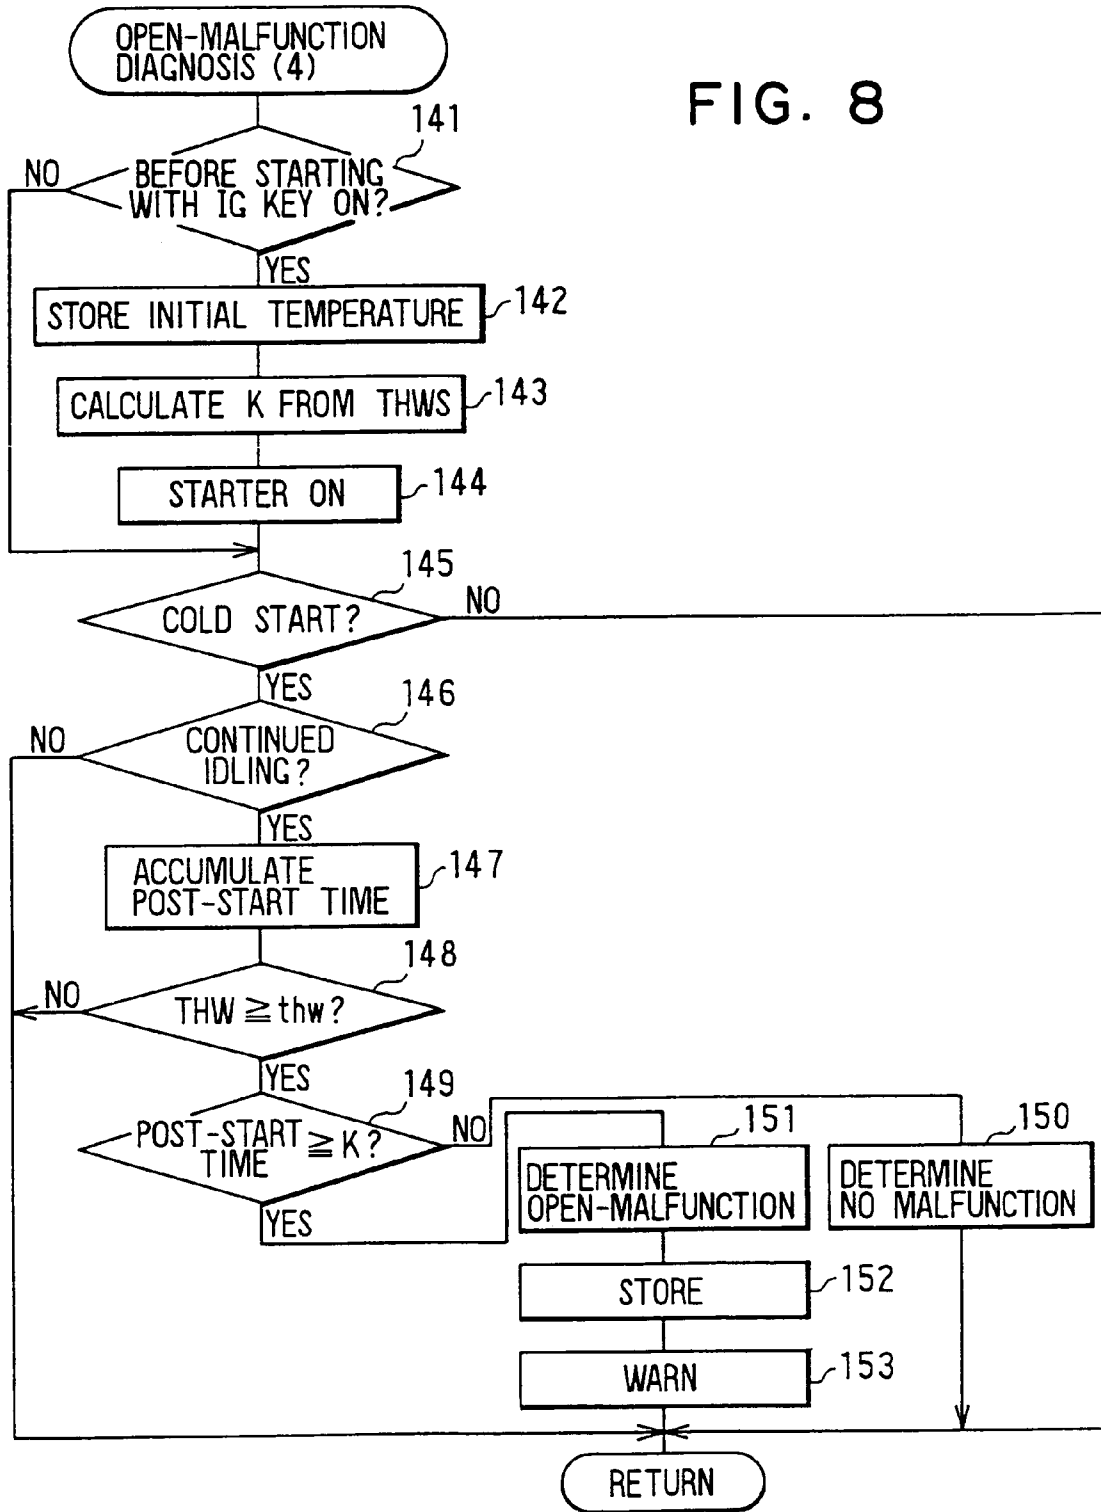 OPEN-MALFUNCTION
DIAGNOSIS (4)
FIG. 8
141
NO
BEFORE STARTING
WITH IG KEY ON?
YES
STORE INITIAL TEMPERATURE
142
CALCULATE K FROM THWS
143
STARTER ON
144
145
COLD START?
NO
YES
146
NO
CONTINUED
IDLING?
YES
ACCUMULATE
POST-START TIME
147
148
NO
THW ≧ thw?
YES
149
POST-START
TIME ≧ K?
NO
YES
151
DETERMINE
OPEN-MALFUNCTION
150
DETERMINE
NO MALFUNCTION
STORE
152
WARN
153
RETURN